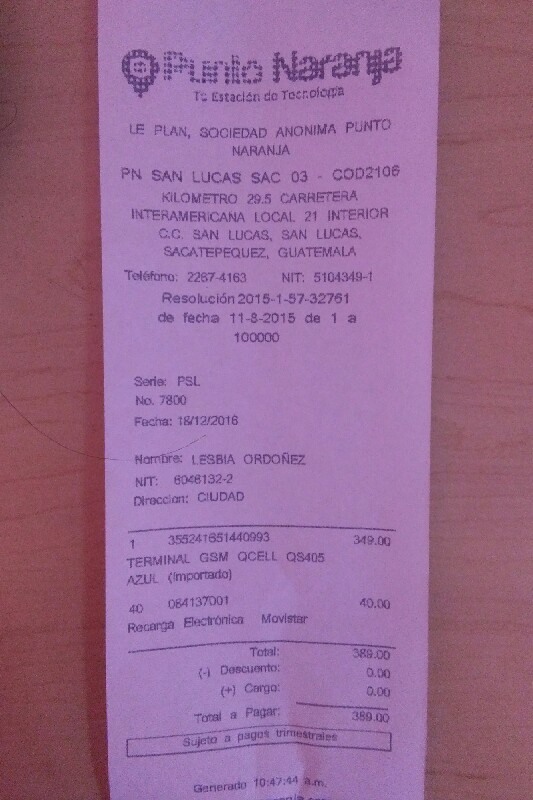 Punto Naranja
Tu Estación de Tecnología
LE PLAN, SOCIEDAD ANONIMA PUNTO
NARANJA
PN SAN LUCAS SAC 03 - COD2106
KILOMETRO 29.5 CARRETERA
INTERAMERICANA LOCAL 21 INTERIOR
C.C. SAN LUCAS, SAN LUCAS,
SACATEPEQUEZ, GUATEMALA
Teléfono: 2287-4163 NIT: 5104349-1
Resolución 2015-1-57-32761
de fecha 11-8-2015 de 1 a
100000
Serie: PSL
No. 7800
Fecha: 18/12/2016
Nombre: LESBIA ORDOÑEZ
NIT: 6046132-2
Direccion: CIUDAD
1 355241651440993 349.00
TERMINAL GSM QCELL QS405
AZUL (Importado)
40 084137001 40.00
Recarga Electrónica Movistar
Total: 389.00
(-) Descuento: 0.00
(+) Cargo: 0.00
Total a Pagar: 389.00
Sujeto a pagos trimestrales
Generado 10:47:44 a.m.